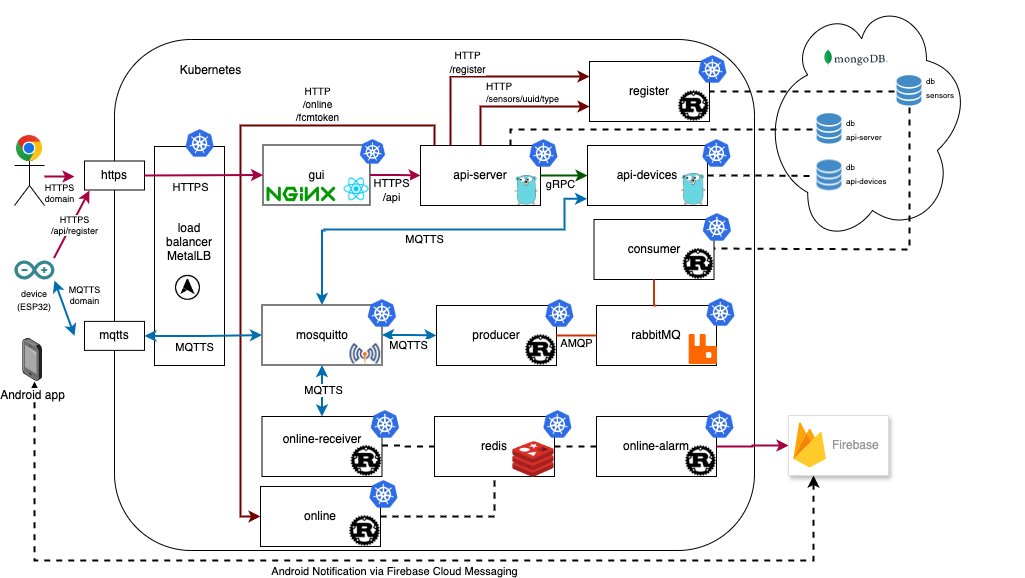 mongoDB.
db
sensors
HTTP
/register
Kubernetes
register
HTTP
/online
/fcmtoken
HTTP
/sensors/uuid/type
db
api-server
https
HTTPS
domain
HTTPS
gui
NGINX
HTTPS
/api
api-server
gRPC
api-devices
db
api-devices
HTTPS
/api/register
load
balancer
MetalLB
MQTTS
consumer
R
device
(ESP32)
MQTTS
domain
mqtts
MQTTS
mosquitto
MQTTS
producer
R
AMQP
rabbitMQ
Android app
MQTTS
online-receiver
R
redis
online-alarm
R
Firebase
online
R
Android Notification via Firebase Cloud Messaging